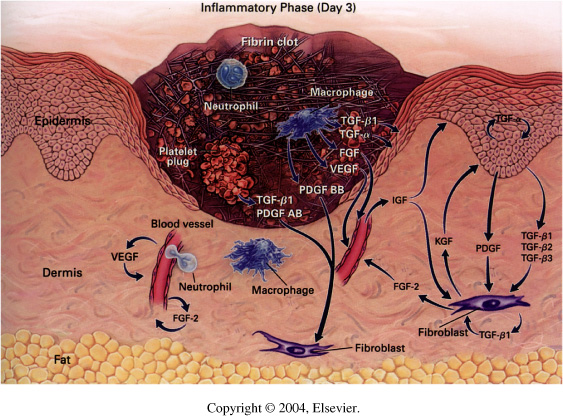 Inflammatory Phase (Day 3)
Fibrin clot
Macrophage
Neutrophil
TGF-β1
TGF-α
FGF
VEGF
Epidermis
TGF-α
Platelet
plug
PDGF BB
TGF-β1
PDGF AB
IGF
Blood vessel
VEGF
KGF
PDGF
TGF-β1
TGF-β2
TGF-β3
Dermis
Neutrophil
Macrophage
FGF-2
FGF-2
Fibroblast
TGF-β1
Fibroblast
Fat
Copyright © 2004, Elsevier.